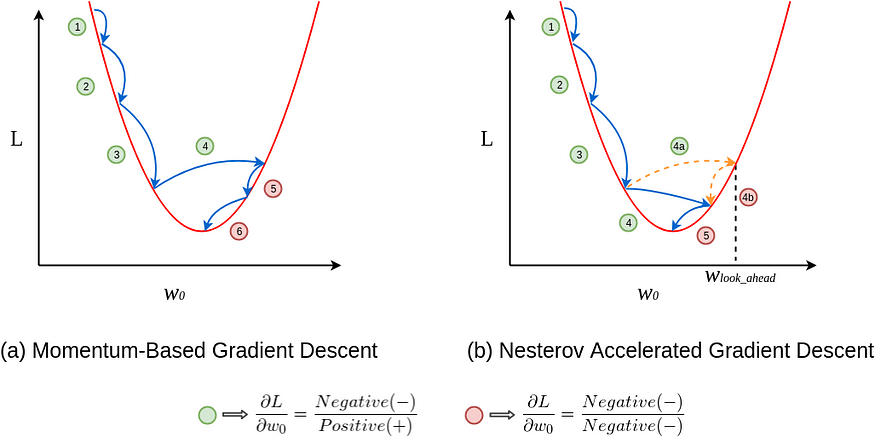 1
2
3
4
5
6
L
w0
(a) Momentum-Based Gradient Descent
1
2
3
4a
4b
4
5
L
wlook_ahead
w0
(b) Nesterov Accelerated Gradient Descent
∂L/∂w0 = Negative(−)/Positive(+)
∂L/∂w0 = Negative(−)/Negative(−)